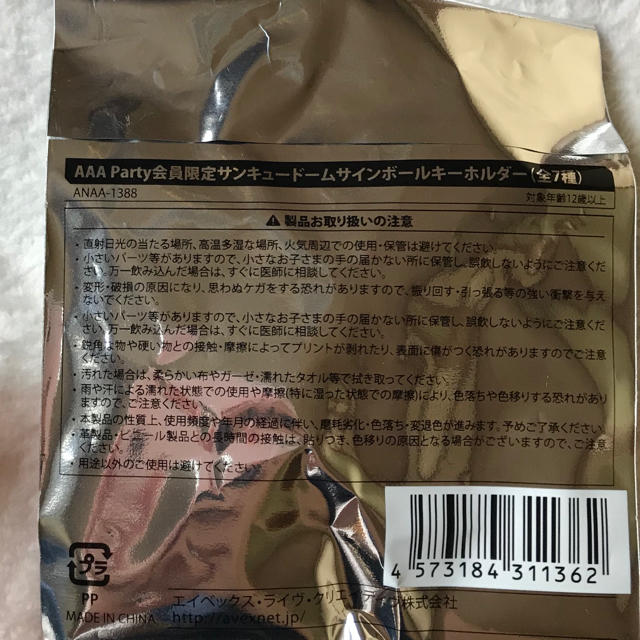 AAA Party会員限定サンキュードームサインボールキーホルダー(全7種)
ANAA-1388 対象年齢12歳以上
⚠ 製品お取り扱いの注意
・直射日光の当たる場所、高温多湿な場所、火気周辺での使用・保管は避けてください。
・小さいパーツ等がありますので、小さなお子さまの手の届かない所に保管し、誤飲しないようにご注意くだ
さい。万一飲み込んだ場合は、すぐに医師に相談してください。
・変形・破損の原因になり、思わぬケガをする恐れがありますので、振り回す・引っ張る等の強い衝撃を与え
ないでください。
・小さいパーツ等がありますので、小さなお子さまの手の届かない所に保管し、誤飲しないようにご注意くだ
さい。万一飲み込んだ場合は、すぐに医師に相談してください。
・鋭角な物や硬い物との接触・摩擦によってプリントが剥れたり、表面に傷がつく恐れがありますのでご注意
ください。
・汚れた場合は、柔らかい布やガーゼ・濡れたタオル等で拭き取ってください。
・雨や汗による濡れた状態での使用や摩擦(特に湿った状態での摩擦)により、色落ちや色移りする恐れがあり
ますので、ご注意ください。
・本製品の性質上、使用頻度や年月の経過に伴い、磨耗劣化・色落ち・変退色が進みます。予めご了承ください。
・革製品・ビニール製品との長時間の接触は、貼りつき、色移りの原因となる場合がございますので、ご注意
ください。
・用途以外のご使用は避けてください。
4 573184 311362
プラ
PP
MADE IN CHINA
エイベックス・ライヴ・クリエイティヴ株式会社
http://avexnet.jp/